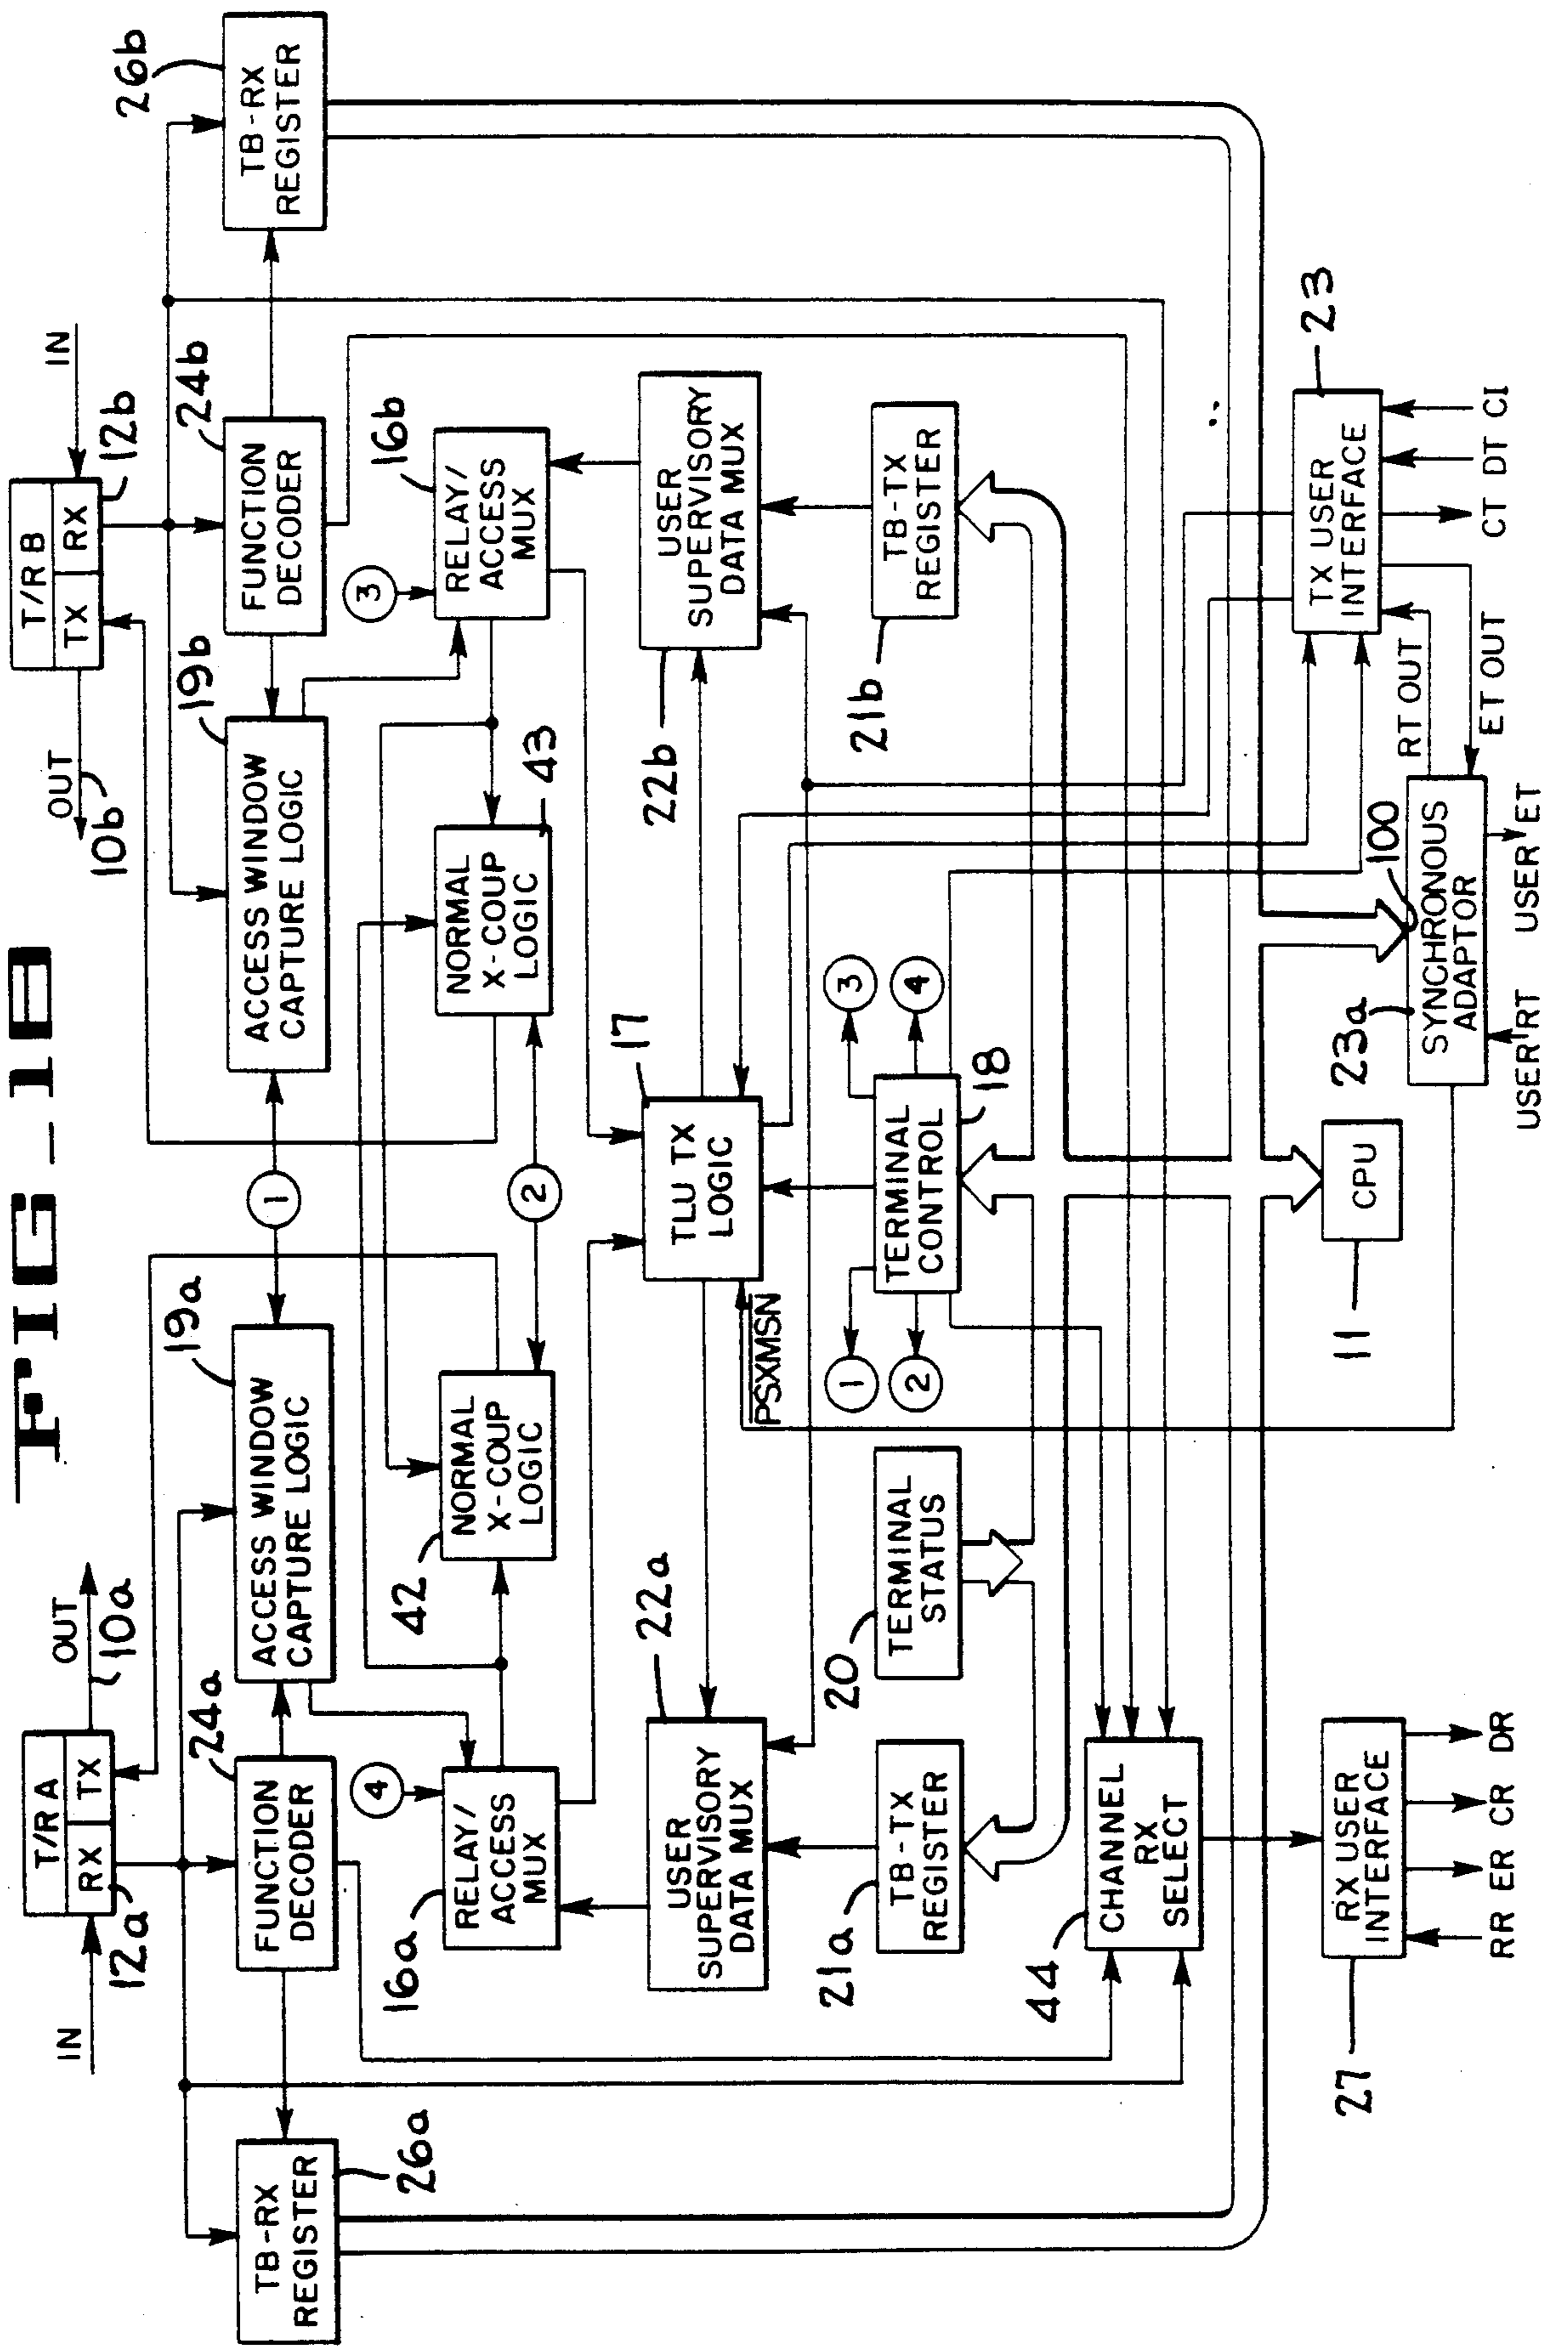 FIG_1B
IN
12a
T/R A
RX
TX
OUT
10a
OUT
10b
T/R B
TX
RX
IN
12b
26b
TB-RX
REGISTER
26a
FUNCTION
DECODER
24a
ACCESS WINDOW
CAPTURE LOGIC
19a
1
ACCESS WINDOW
CAPTURE LOGIC
19b
FUNCTION
DECODER
24b
TB-RX
REGISTER
16a
4
RELAY/
ACCESS
MUX
42
NORMAL
X-COUP
LOGIC
2
NORMAL
X-COUP
LOGIC
43
3
RELAY/
ACCESS
MUX
16b
USER
SUPERVISORY
DATA MUX
22a
TLU TX
LOGIC
17
PSXMSN
22b
USER
SUPERVISORY
DATA MUX
21a
TB-TX
REGISTER
20
TERMINAL
STATUS
1
2
TERMINAL
CONTROL
18
3
4
21b
TB-TX
REGISTER
44
CHANNEL
RX
SELECT
27
RX USER
INTERFACE
RR ER CR DR
11
CPU
23a
SYNCHRONOUS
ADAPTOR
100
USER RT
USER ET
RT OUT
ET OUT
TX USER
INTERFACE
23
CT DT CI